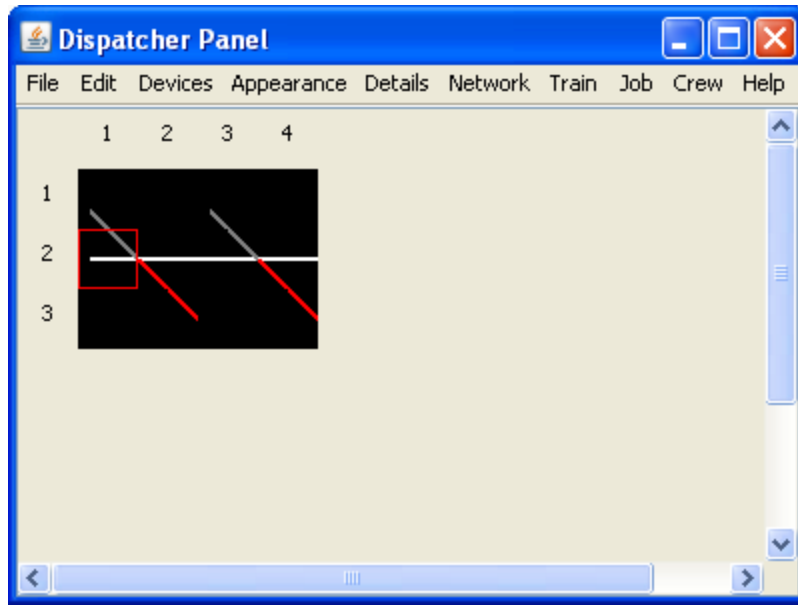 Dispatcher Panel
File Edit Devices Appearance Details Network Train Job Crew Help
1 2 3 4
1
2
3